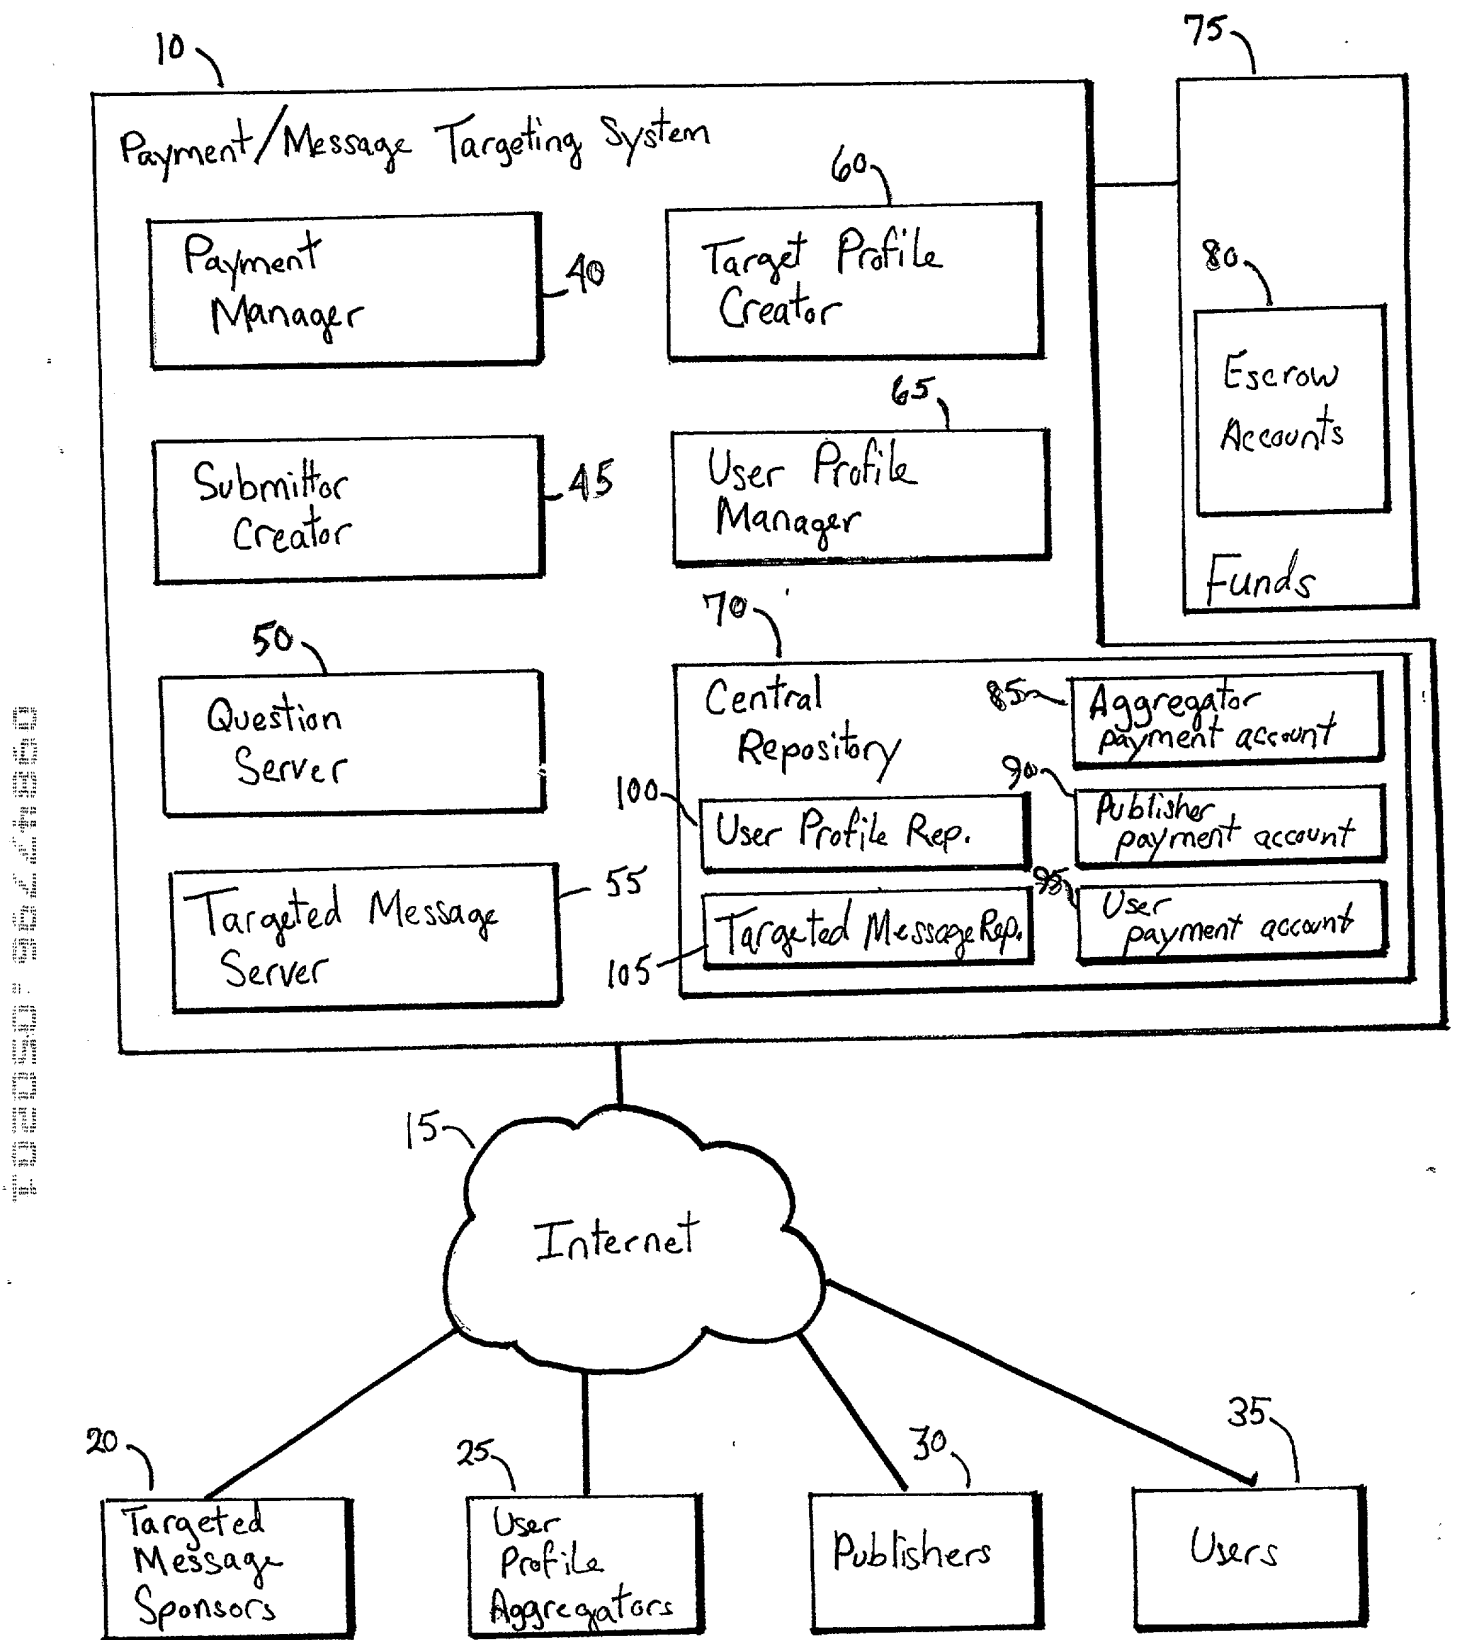 10
75
Payment/Message Targeting System
60
Payment
Manager
40
Target Profile
Creator
80
Escrow
Accounts
Funds
65
Submittor
Creator
45
User Profile
Manager
70
50
Question
Server
Central
Repository
85
Aggregator
payment account
100
User Profile Rep.
90
Publisher
payment account
55
Targeted Message
Server
105
Targeted Message Rep.
95
User
payment account
09847796.050201
15
Internet
20
Targeted
Message
Sponsors
25
User
Profile
Aggregators
30
Publishers
35
Users